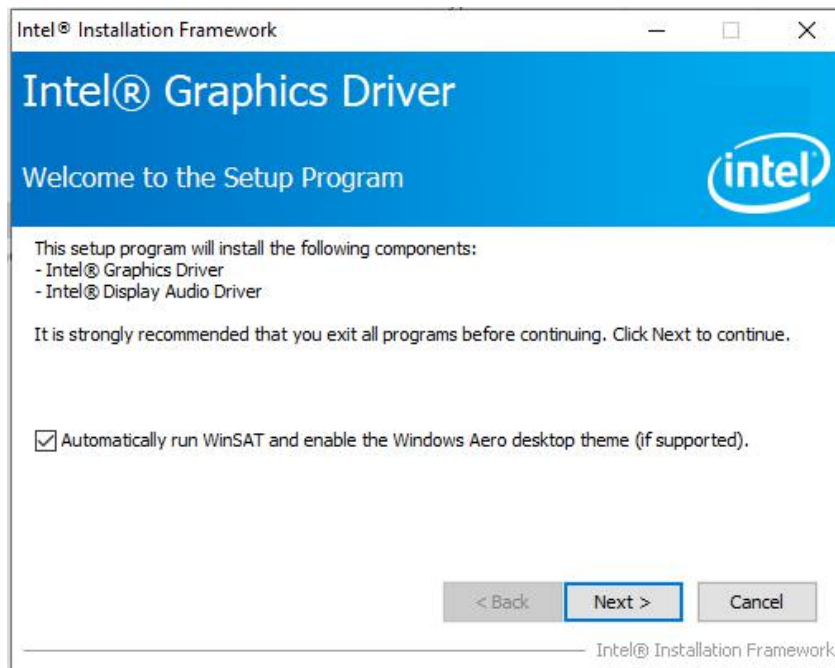 Intel® Installation Framework
Intel® Graphics Driver
Welcome to the Setup Program
intel
This setup program will install the following components:
- Intel® Graphics Driver
- Intel® Display Audio Driver
It is strongly recommended that you exit all programs before continuing. Click Next to continue.
Automatically run WinSAT and enable the Windows Aero desktop theme (if supported).
< Back Next > Cancel
Intel® Installation Framework